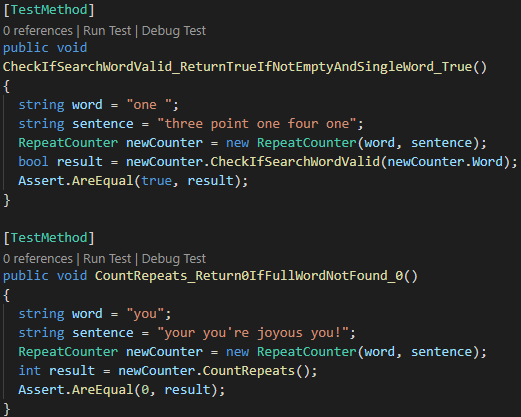 [TestMethod]
0 references | Run Test | Debug Test
public void
CheckIfSearchWordValid_ReturnTrueIfNotEmptyAndSingleWord_True()
{
  string word = "one ";
  string sentence = "three point one four one";
  RepeatCounter newCounter = new RepeatCounter(word, sentence);
  bool result = newCounter.CheckIfSearchWordValid(newCounter.Word);
  Assert.AreEqual(true, result);
}
[TestMethod]
0 references | Run Test | Debug Test
public void CountRepeats_Return0IfFullWordNotFound_0()
{
  string word = "you";
  string sentence = "your you're joyous you!";
  RepeatCounter newCounter = new RepeatCounter(word, sentence);
  int result = newCounter.CountRepeats();
  Assert.AreEqual(0, result);
}